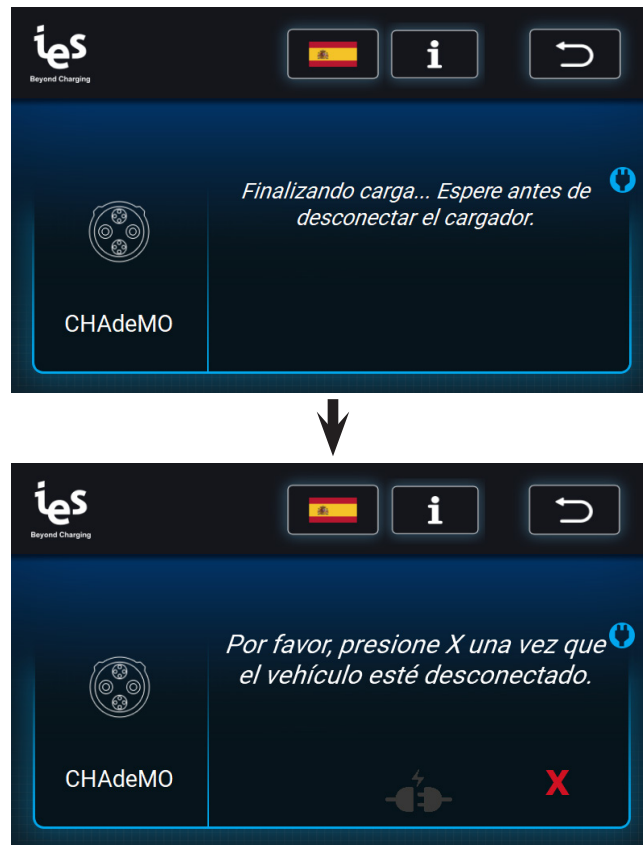 ies
Beyond Charging
i
Finalizando carga... Espere antes de
desconectar el cargador.
CHAdeMO
ies
Beyond Charging
i
Por favor, presione X una vez que
el vehículo esté desconectado.
CHAdeMO
X